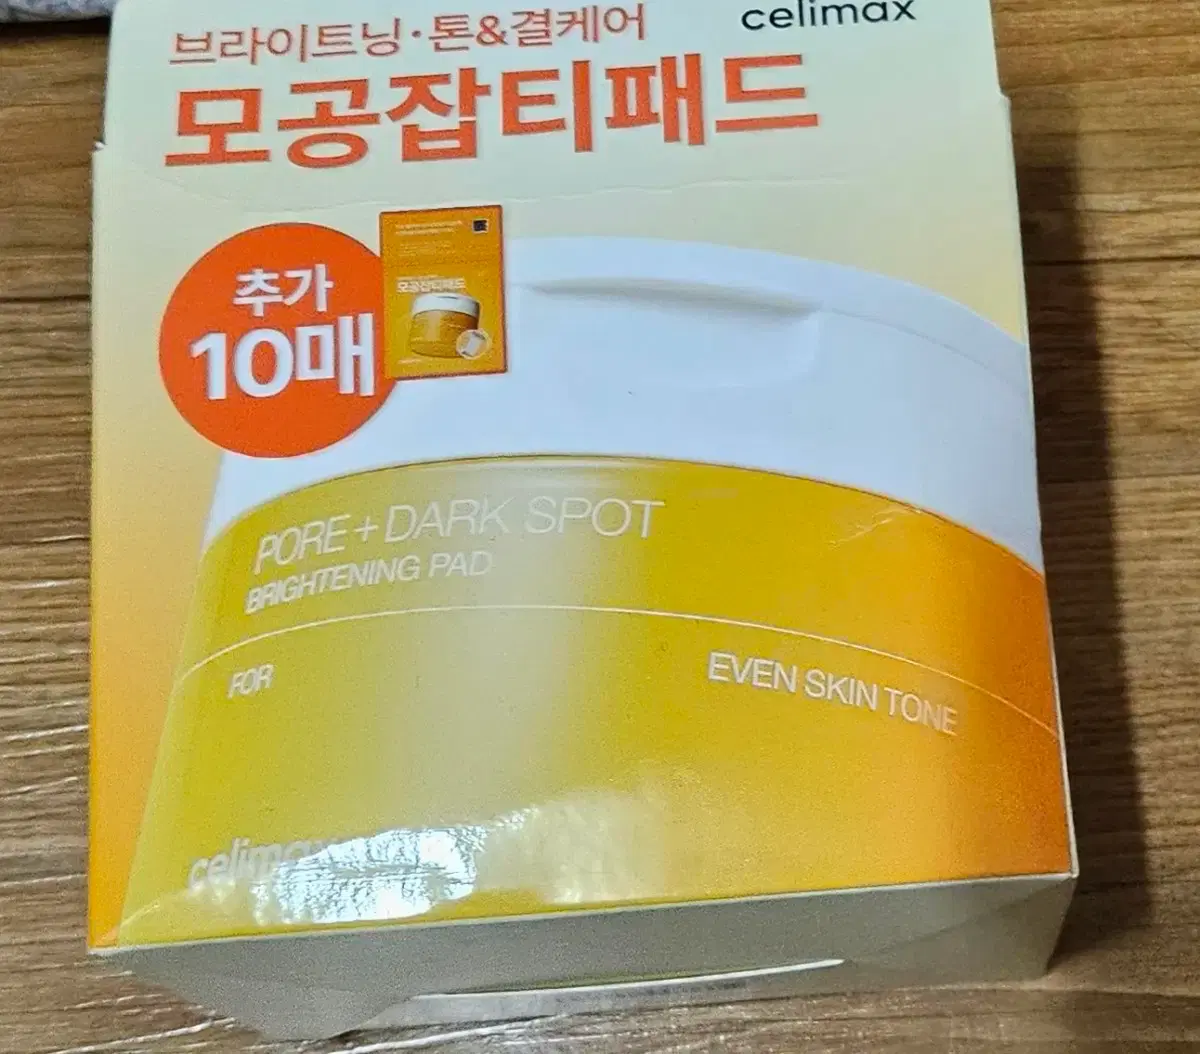 celimax
브라이트닝·톤&결케어
모공잡티패드
추가
10매
모공잡티패드
PORE + DARK SPOT
BRIGHTENING PAD
FOR
EVEN SKIN TONE